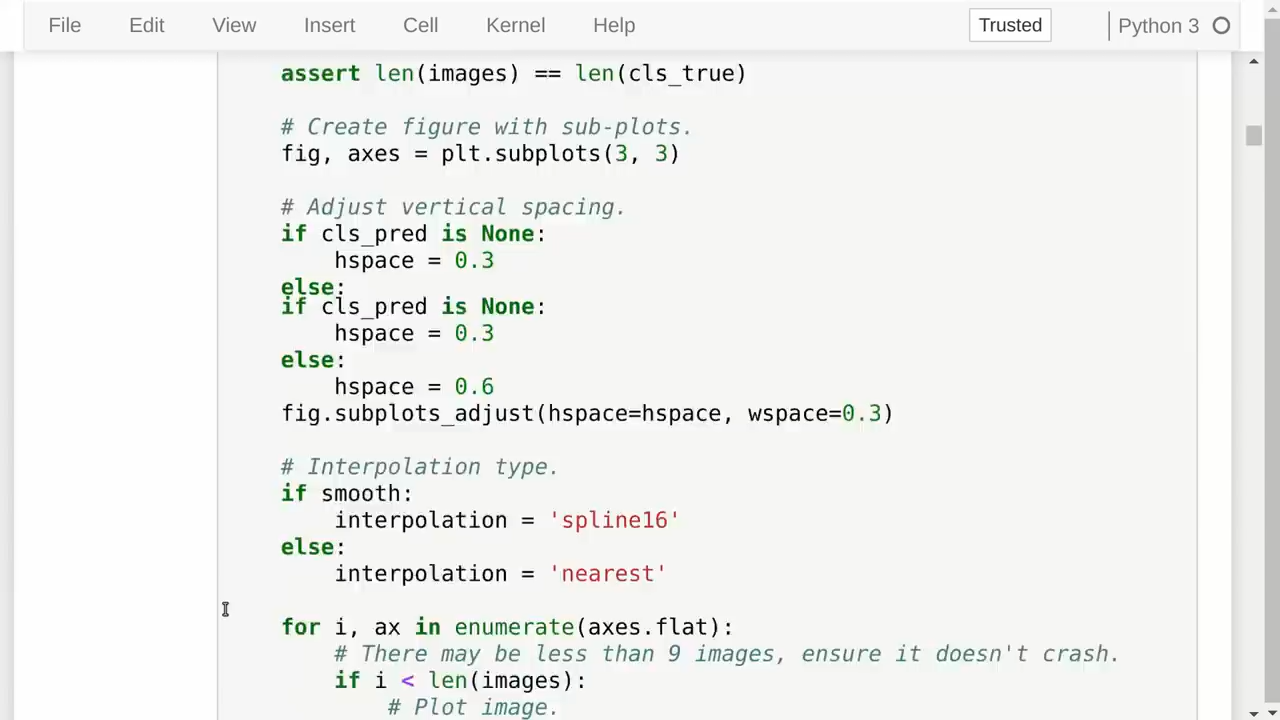 File Edit View Insert Cell Kernel Help Trusted Python 3
assert len(images) == len(cls_true)
# Create figure with sub-plots.
fig, axes = plt.subplots(3, 3)
# Adjust vertical spacing.
if cls_pred is None:
hspace = 0.3
else:
if cls_pred is None:
hspace = 0.3
else:
hspace = 0.6
fig.subplots_adjust(hspace=hspace, wspace=0.3)
# Interpolation type.
if smooth:
interpolation = 'spline16'
else:
interpolation = 'nearest'
for i, ax in enumerate(axes.flat):
# There may be less than 9 images, ensure it doesn't crash.
if i < len(images):
# Plot image.